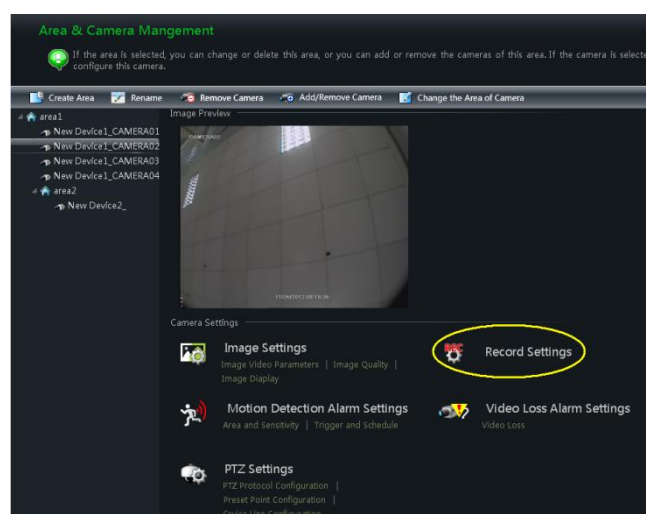 Area & Camera Mangement
If the area is selected, you can change or delete this area, or you can add or remove the cameras of this area. If the camera is selecte
configure this camera.
Create Area Rename Remove Camera Add/Remove Camera Change the Area of Camera
area1
New Device1_CAMERA01
New Device1_CAMERA02
New Device1_CAMERA03
New Device1_CAMERA04
area2
New Device2_
Image Preview
Camera Settings
Image Settings
Image Video Parameters | Image Quality |
Image Diaplay
REC
Record Settings
Motion Detection Alarm Settings
Area and Sensitivity | Trigger and Schedule
Video Loss Alarm Settings
Video Loss
PTZ Settings
PTZ Protocol Configuration |
Preset Point Configuration |
Cruise Line Configuration